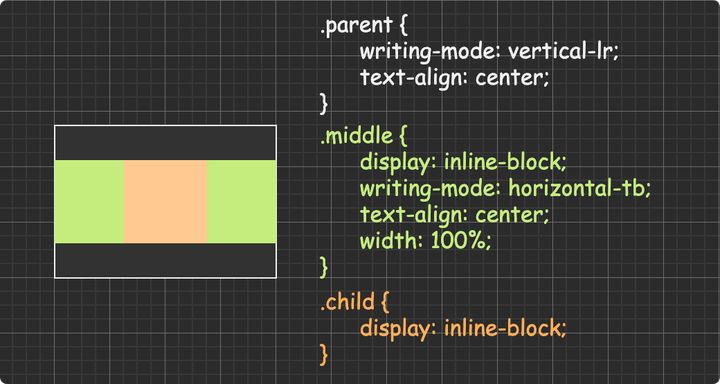 .parent {
writing-mode: vertical-lr;
text-align: center;
}
.middle {
display: inline-block;
writing-mode: horizontal-tb;
text-align: center;
width: 100%;
}
.child {
display: inline-block;
}